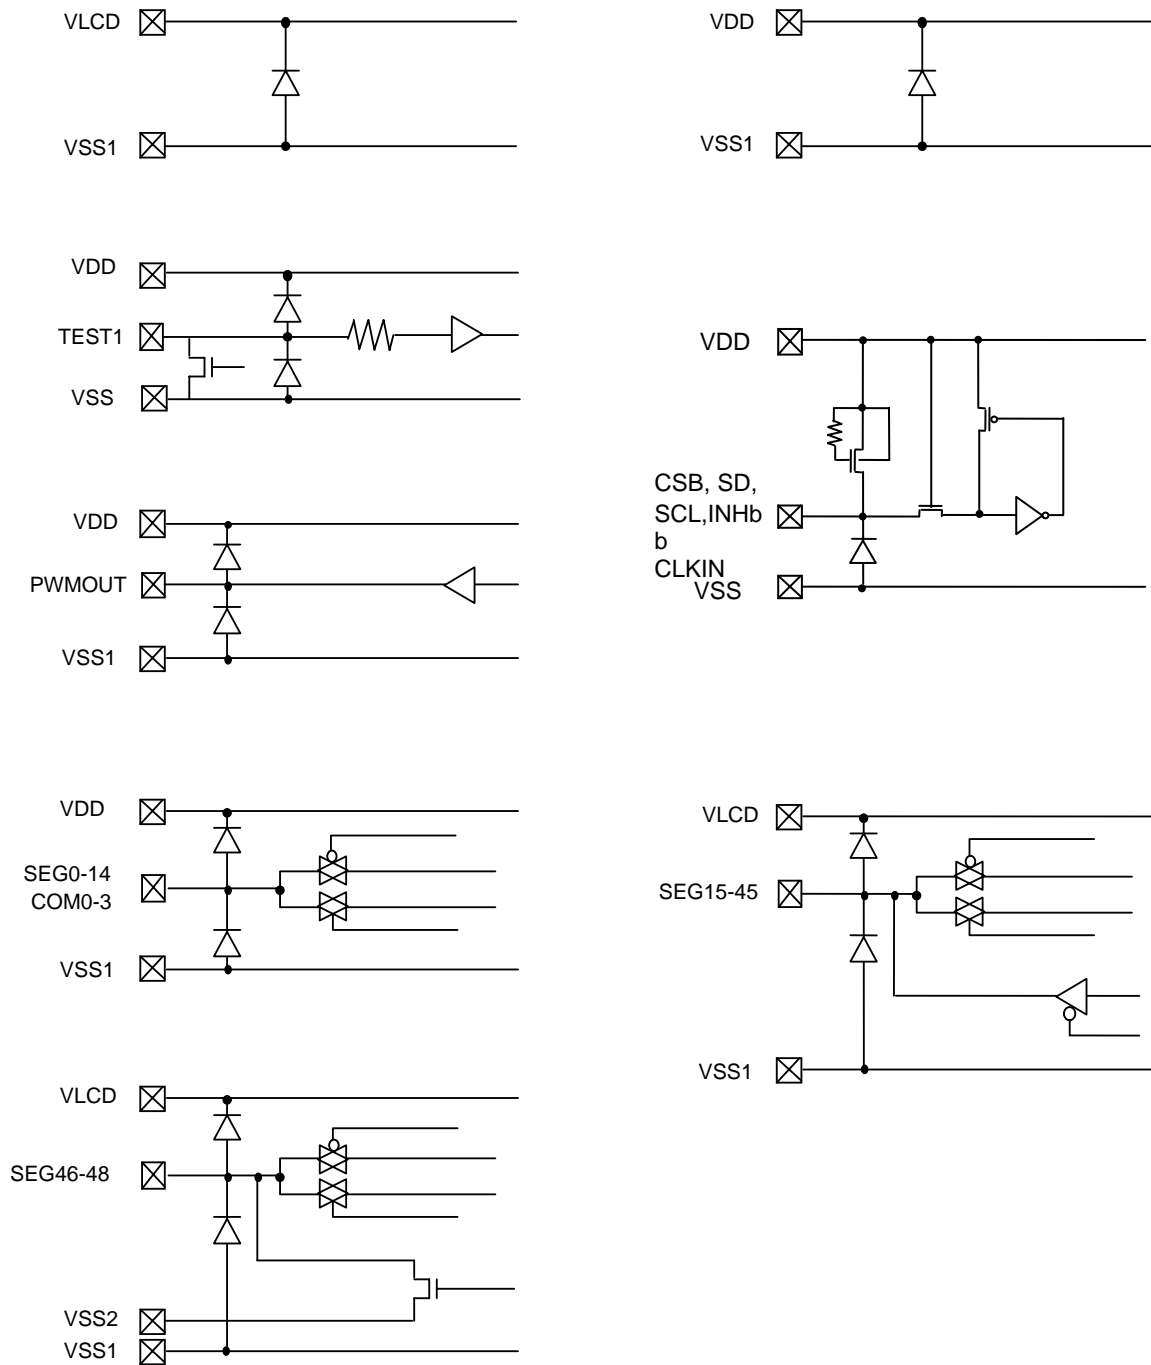 VLCD
VSS1
VDD
VSS1
VDD
TEST1
VSS
VDD
CSB, SD,
SCL,INHb
b
CLKIN
VSS
VDD
PWMOUT
VSS1
VDD
SEG0-14
COM0-3
VSS1
VLCD
SEG15-45
VSS1
VLCD
SEG46-48
VSS2
VSS1